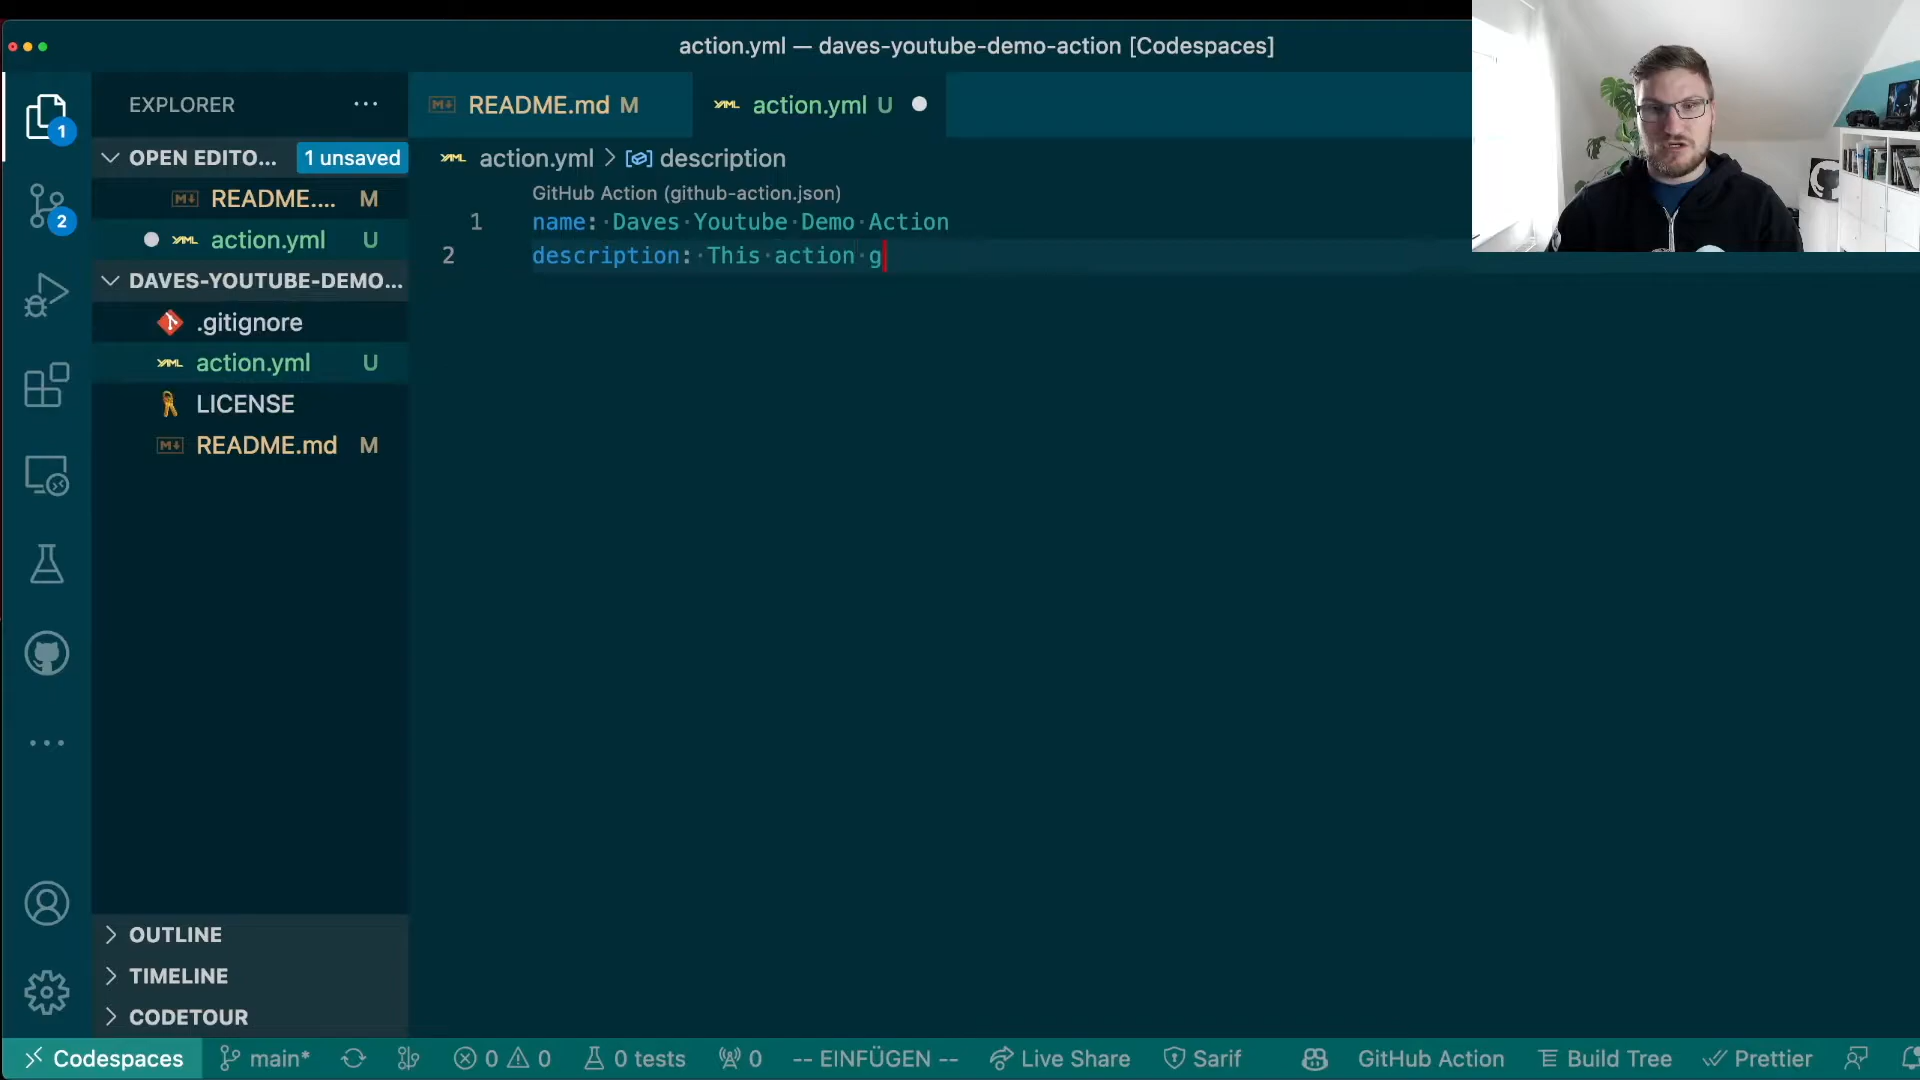 action.yml — daves-youtube-demo-action [Codespaces]
EXPLORER
README.md M
action.yml U
1
OPEN EDITO... 1 unsaved
action.yml > description
README.... M
GitHub Action (github-action.json)
2
1 name: Daves Youtube Demo Action
action.yml U
2 description: This action g
DAVES-YOUTUBE-DEMO...
.gitignore
action.yml U
LICENSE
README.md M
OUTLINE
TIMELINE
CODETOUR
Codespaces main* 0 0 0 tests 0 -- EINFÜGEN -- Live Share Sarif GitHub Action Build Tree Prettier